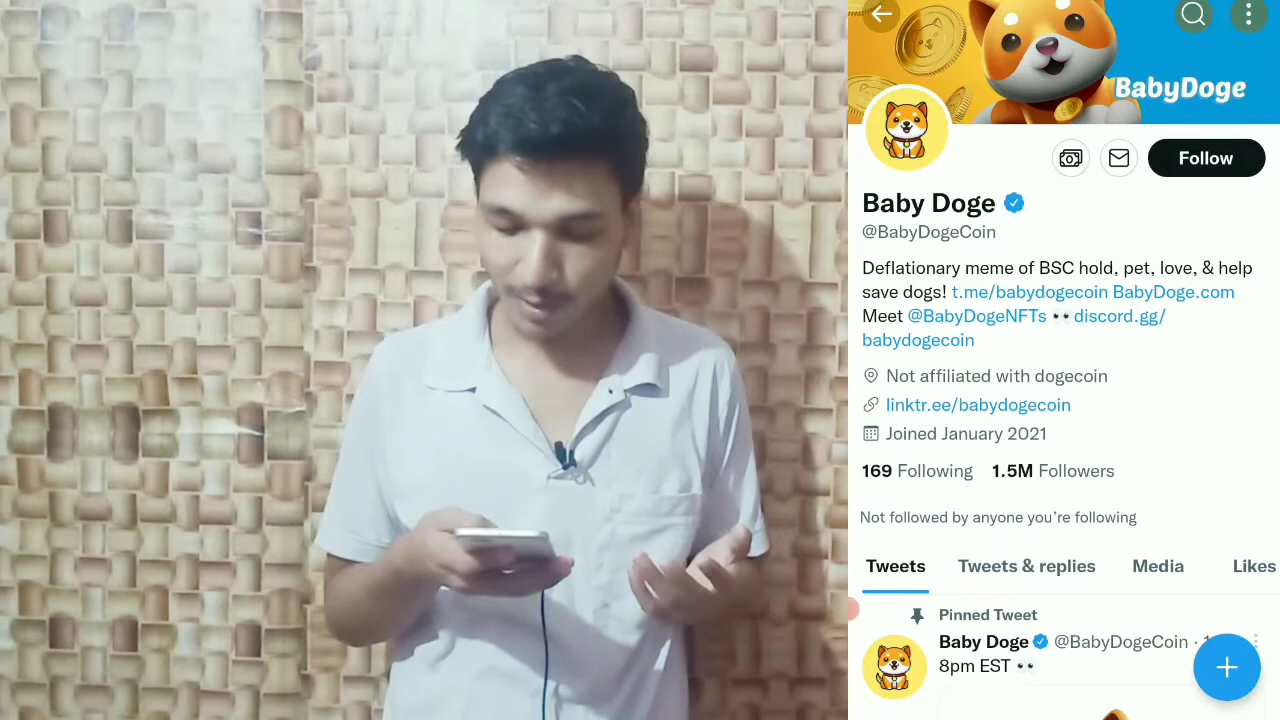 BabyDoge
Follow
Baby Doge
@BabyDogeCoin
Deflationary meme of BSC hold, pet, love, & help
save dogs! t.me/babydogecoin BabyDoge.com
Meet @BabyDogeNFTs 👀 discord.gg/
babydogecoin
Not affiliated with dogecoin
linktr.ee/babydogecoin
Joined January 2021
169 Following 1.5M Followers
Not followed by anyone you're following
Tweets Tweets & replies Media Likes
Pinned Tweet
Baby Doge @BabyDogeCoin ·
8pm EST 👀